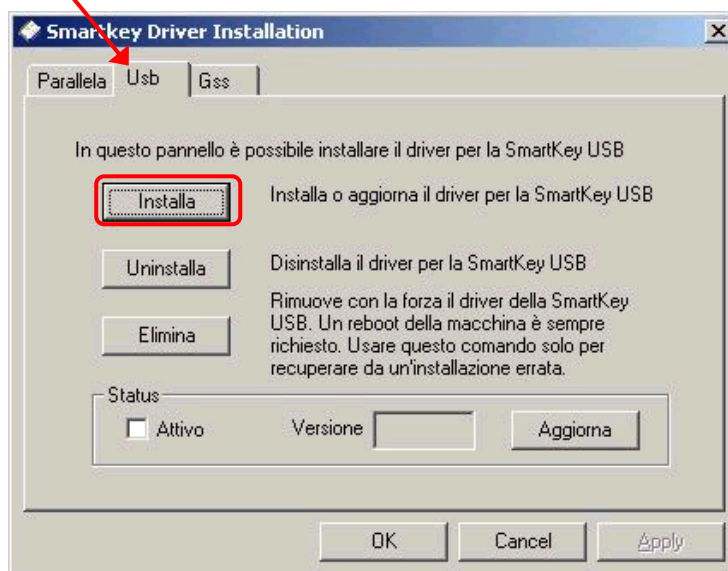 Smartkey Driver Installation
Parallela Usb Gss
In questo pannello è possibile installare il driver per la SmartKey USB
Installa
Installa o aggiorna il driver per la SmartKey USB
Uninstalla
Disinstalla il driver per la SmartKey USB
Elimina
Rimuove con la forza il driver della SmartKey
USB. Un reboot della macchina è sempre
richiesto. Usare questo comando solo per
recuperare da un'installazione errata.
Status
Attivo Versione Aggiorna
OK Cancel Apply